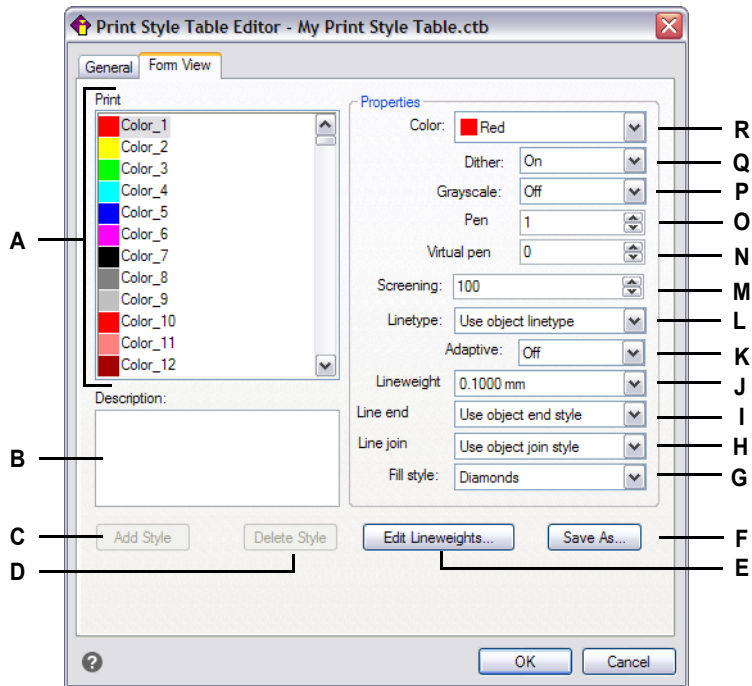 Print Style Table Editor - My Print Style Table.ctb
General
Form View
Print
Color_1
Color_2
Color_3
Color_4
Color_5
Color_6
Color_7
Color_8
Color_9
Color_10
Color_11
Color_12
A
Description:
B
Properties
Color: Red R
Dither: On Q
Grayscale: Off P
Pen 1 O
Virtual pen 0 N
Screening: 100 M
Linetype: Use object linetype L
Adaptive: Off K
Lineweight 0.1000 mm J
Line end Use object end style I
Line join Use object join style H
Fill style: Diamonds G
C Add Style Delete Style Edit Lineweights... Save As... F
D E
? OK Cancel